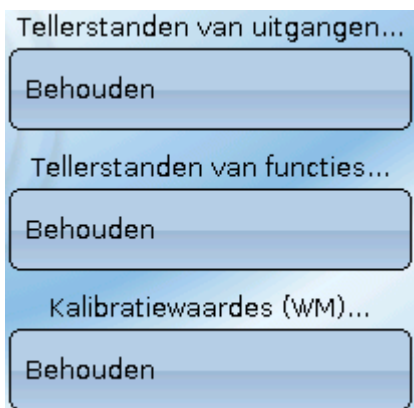 Tellerstanden van uitgangen...
Behouden
Tellerstanden van functies...
Behouden
Kalibratiewaardes (WM)...
Behouden